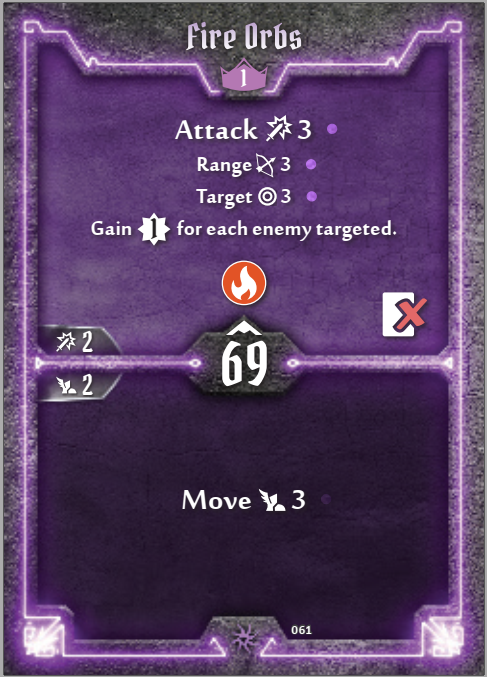 Fire Orbs
1
Attack 3
Range 3
Target 3
Gain 1 for each enemy targeted.
2
69
2
Move 3
061